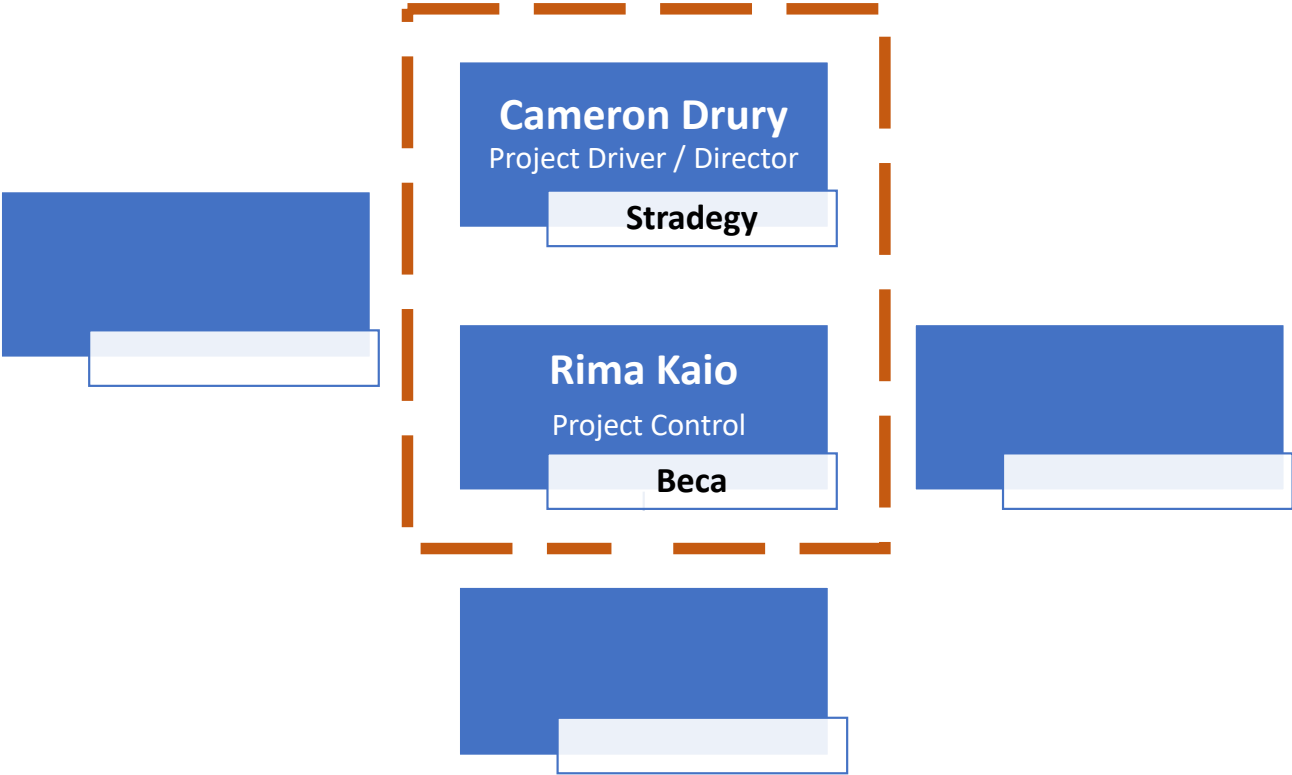 Cameron Drury
Project Driver / Director
Stradegy
Rima Kaio
Project Control
Beca